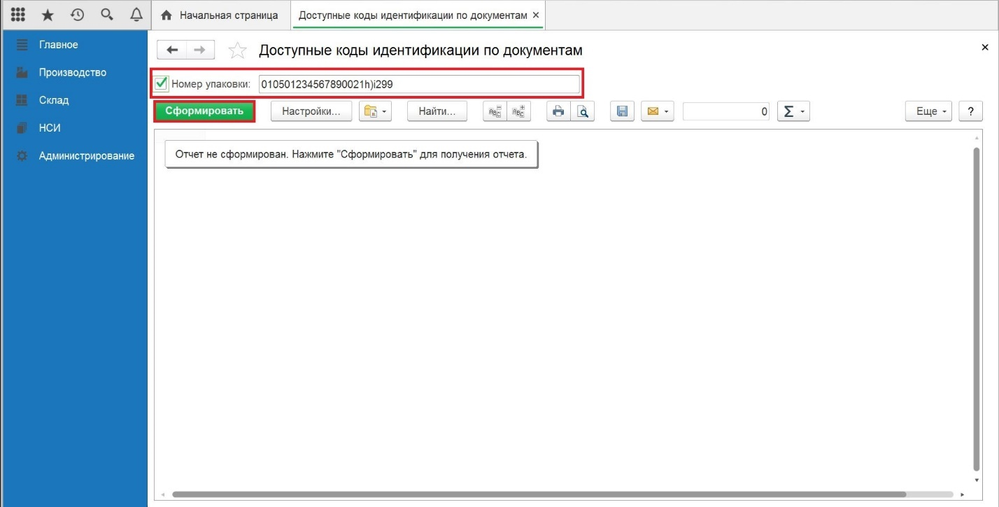 Начальная страница
Доступные коды идентификации по документам ×
Главное
Производство
Склад
НСИ
Администрирование
Доступные коды идентификации по документам
Номер упаковки: 010501234567890021h)i299
Сформировать Настройки... Найти... 0 Σ Еще ?
Отчет не сформирован. Нажмите "Сформировать" для получения отчета.